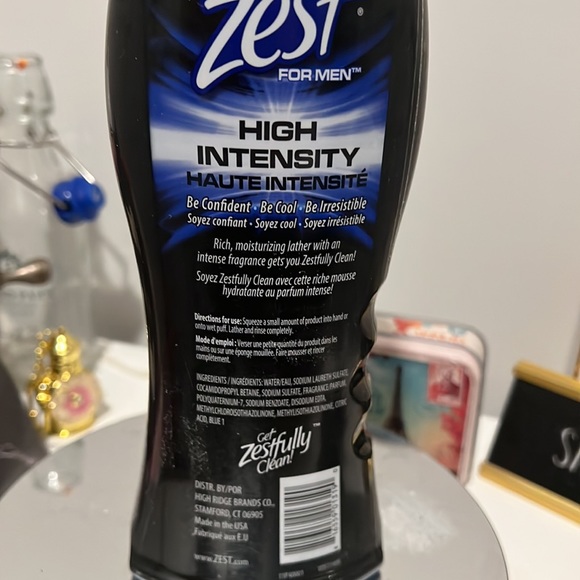 Zest®
FOR MEN™
HIGH
INTENSITY
HAUTE INTENSITÉ
Be Confident • Be Cool • Be Irresistible
Soyez confiant • Soyez cool • Soyez irrésistible
Rich, moisturizing lather with an
intense fragrance gets you Zestfully Clean!
Soyez Zestfully Clean avec cette riche mousse
hydratante au parfum intense!
Directions for use: Squeeze a small amount of product into hand or
onto wet puff. Lather and rinse completely.
Mode d'emploi: Verser une petite quantité du produit dans les
mains ou sur une éponge mouillée. Faire mousser et rincer
complètement.
INGREDIENTS / INGRÉDIENTS: WATER/EAU, SODIUM LAURETH SULFATE,
COCAMIDOPROPYL BETAINE, SODIUM SULFATE, FRAGRANCE/PARFUM,
POLYQUATERNIUM-7, SODIUM BENZOATE, DISODIUM EDTA,
METHYLCHLOROISOTHIAZOLINONE, METHYLISOTHIAZOLINONE, CITRIC
ACID, BLUE 1
Get
Zestfully™
Clean!
DISTR. BY/POR
HIGH RIDGE BRANDS CO.,
STAMFORD, CT 06905
Made in the USA
Fabriqué aux É.U
www.ZEST.com